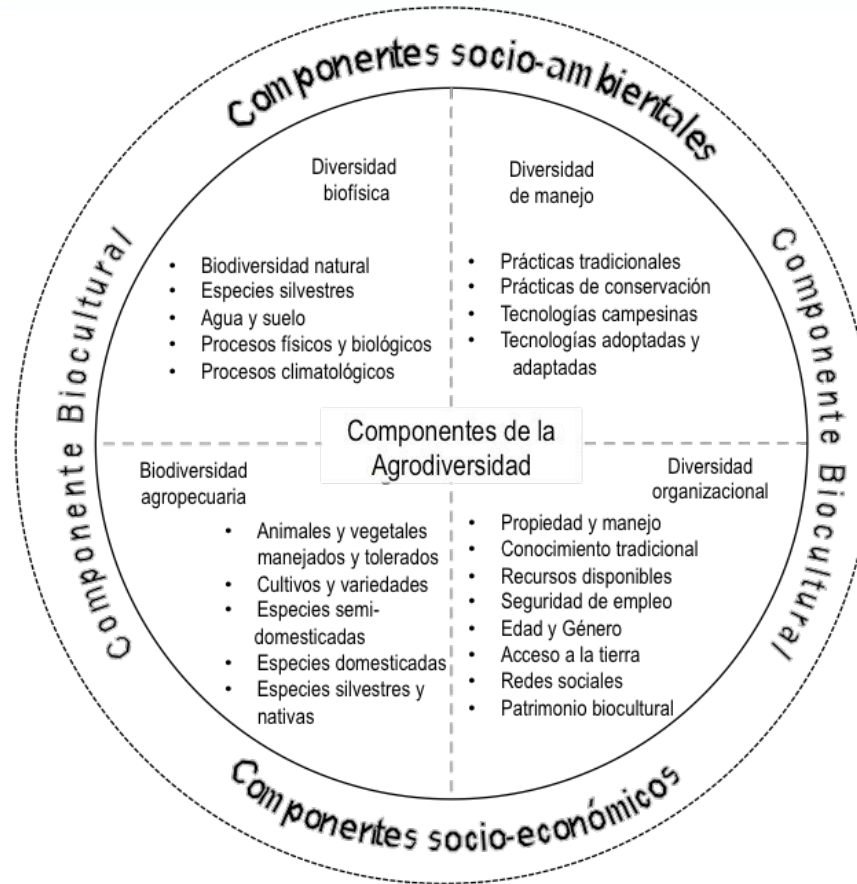 Componentes socio-ambientales
Componente Biocultural
Componente Biocultural
Diversidad
biofísica
• Biodiversidad natural
• Especies silvestres
• Agua y suelo
• Procesos físicos y biológicos
• Procesos climatológicos
Diversidad
de manejo
• Prácticas tradicionales
• Prácticas de conservación
• Tecnologías campesinas
• Tecnologías adoptadas y
adaptadas
Componentes de la
Agrodiversidad
Biodiversidad
agropecuaria
• Animales y vegetales
manejados y tolerados
• Cultivos y variedades
• Especies semi-
domesticadas
• Especies domesticadas
• Especies silvestres y
nativas
Diversidad
organizacional
• Propiedad y manejo
• Conocimiento tradicional
• Recursos disponibles
• Seguridad de empleo
• Edad y Género
• Acceso a la tierra
• Redes sociales
• Patrimonio biocultural
Componentes socio-económicos